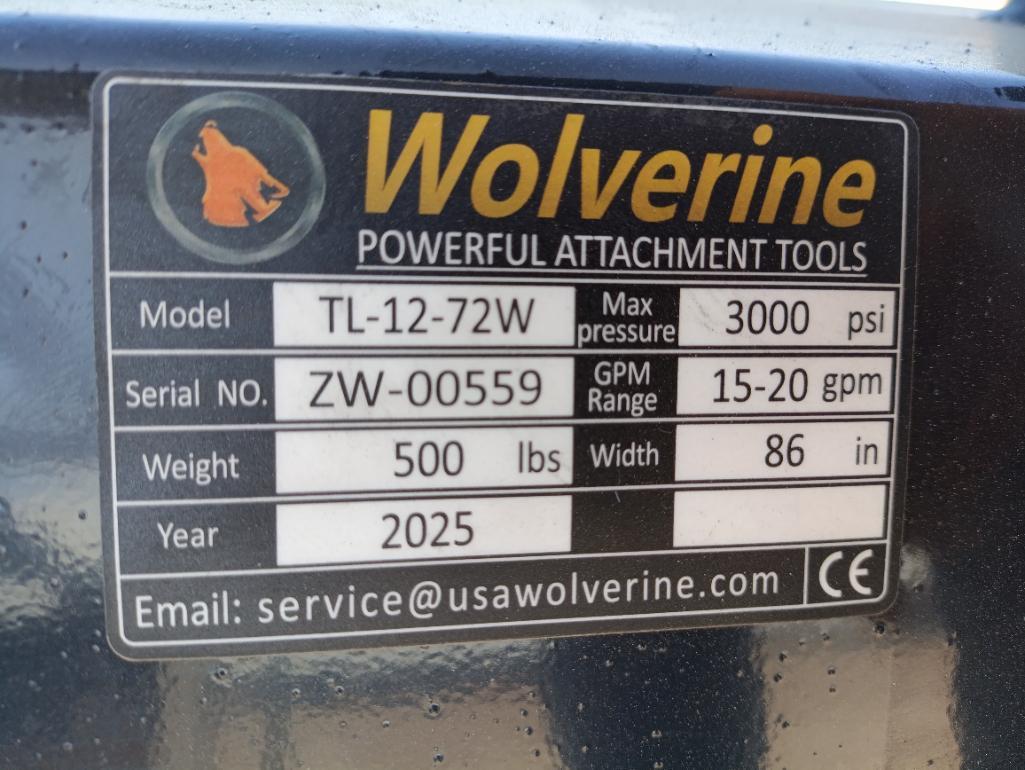 Wolverine
POWERFUL ATTACHMENT TOOLS
Model TL-12-72W Max pressure 3000 psi
Serial NO. ZW-00559 GPM Range 15-20 gpm
Weight 500 lbs Width 86 in
Year 2025
Email: service@usawolverine.com CE